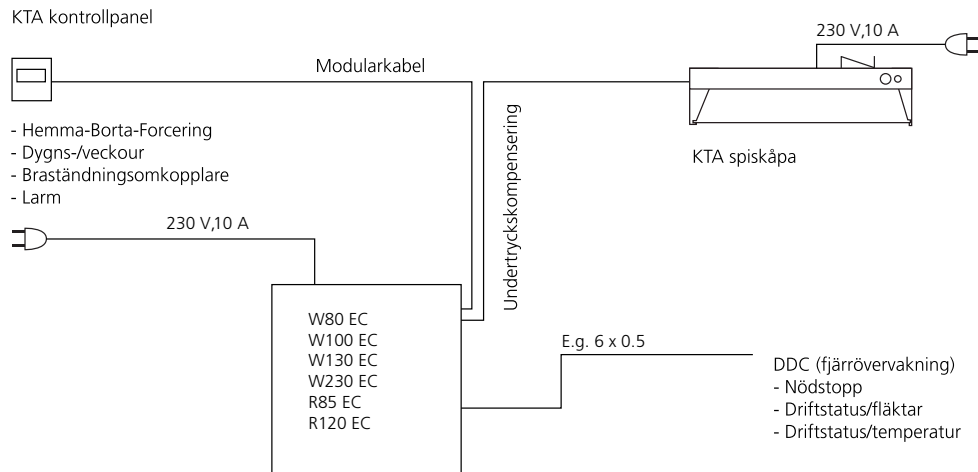 KTA kontrollpanel
230 V,10 A
Modularkabel
- Hemma-Borta-Forcering
- Dygns-/veckour
- Braständningsomkopplare
- Larm
KTA spiskåpa
230 V,10 A
Undertryckskompensering
W80 EC
W100 EC
W130 EC
W230 EC
R85 EC
R120 EC
E.g. 6 x 0.5
DDC (fjärrövervakning)
- Nödstopp
- Driftstatus/fläktar
- Driftstatus/temperatur